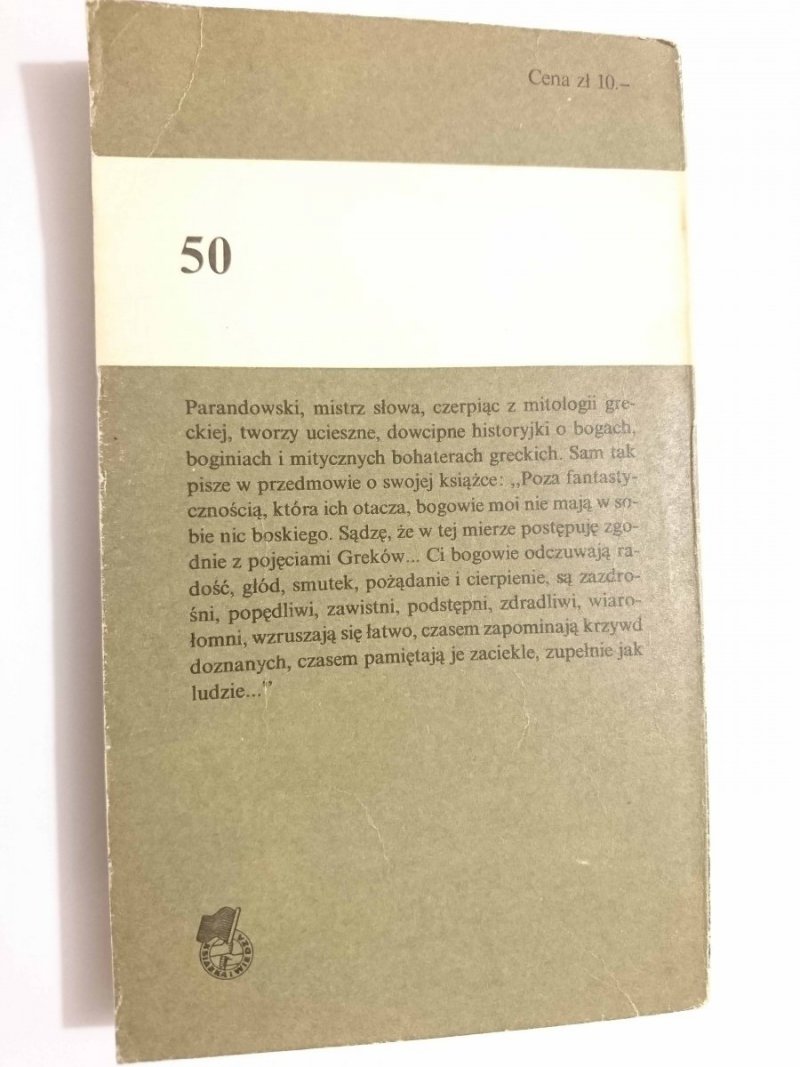 Cena zł 10.–
50
Parandowski, mistrz słowa, czerpiąc z mitologii gre-
ckiej, tworzy ucieszne, dowcipne historyjki o bogach,
boginiach i mitycznych bohaterach greckich. Sam tak
pisze w przedmowie o swojej książce: „Poza fantasty-
cznością, która ich otacza, bogowie moi nie mają w so-
bie nic boskiego. Sądzę, że w tej mierze postępuję zgo-
dnie z pojęciami Greków... Ci bogowie odczuwają ra-
dość, głód, smutek, pożądanie i cierpienie, są zazdro-
śni, popędliwi, zawistni, podstępni, zdradliwi, wiaro-
łomni, wzruszają się łatwo, czasem zapominają krzywd
doznanych, czasem pamiętają je zaciekle, zupełnie jak
ludzie...”
KSIĄŻKA I WIEDZA